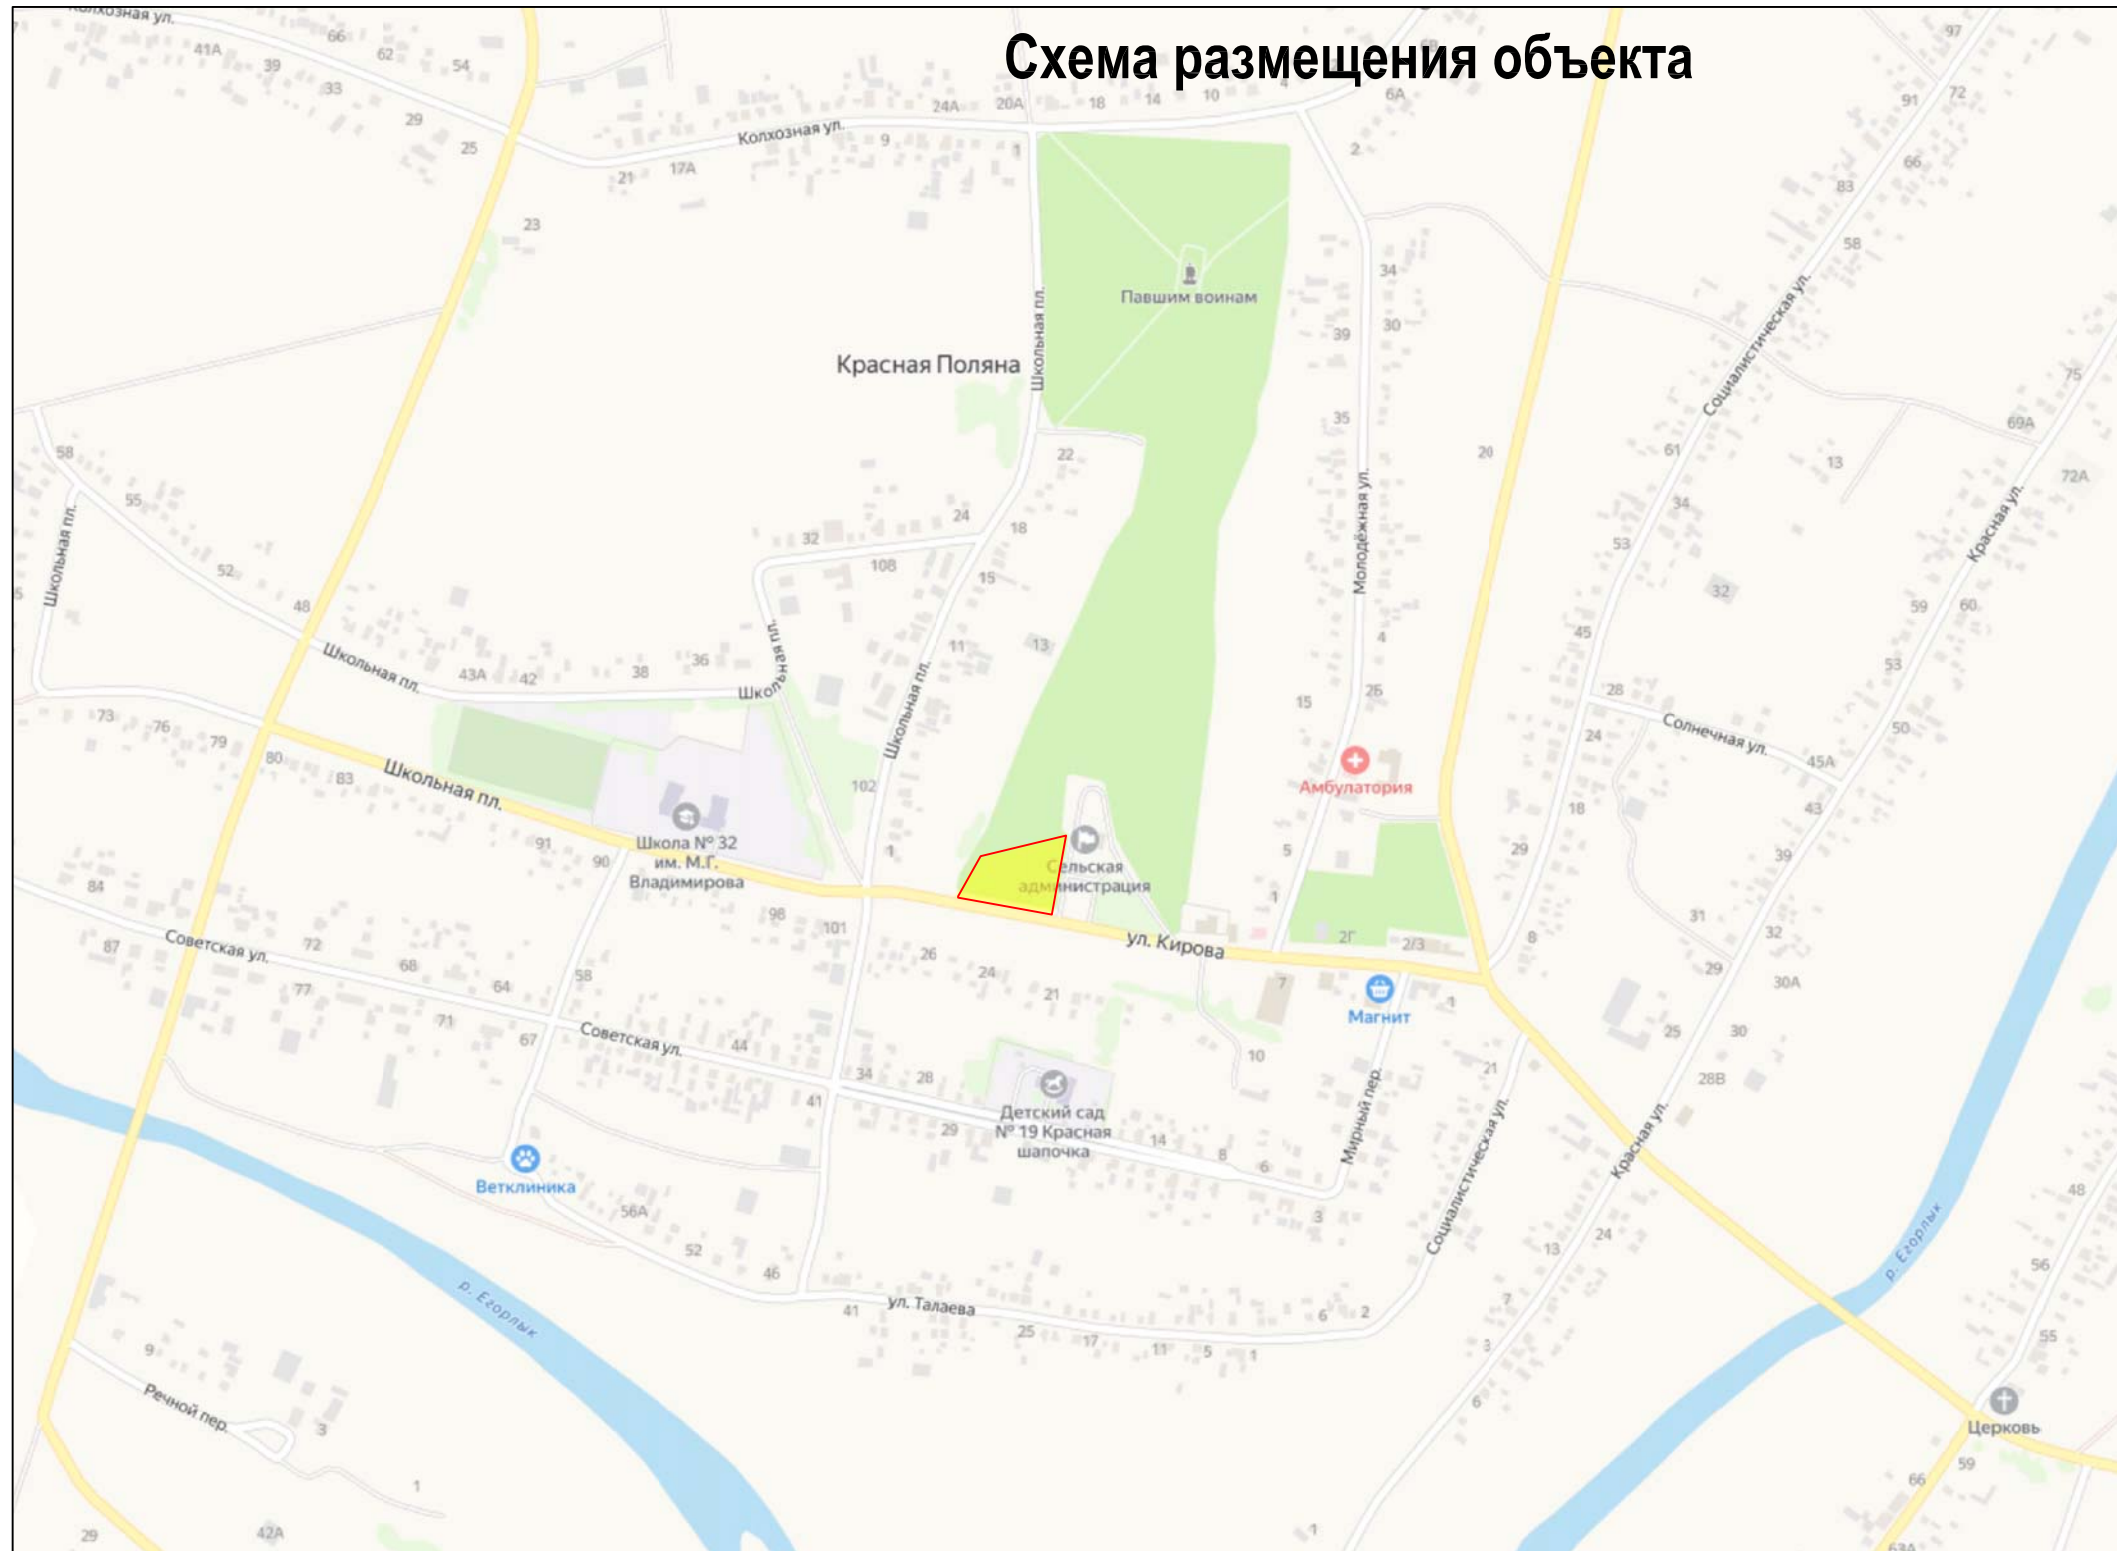 Схема размещения объекта
Колхозная ул.
41А
66
62
54
39
33
29
25
23
Колхозная ул.
21
17А
9
24А
20А
1
18
14
10
4
6А
2
97
72
91
66
83
58
Павшим воинам
Красная Поляна
Школьная пл.
34
39
30
35
20
Молодёжная ул.
Социалистическая ул.
75
69А
72А
13
61
34
53
32
Красная ул.
59
60
58
55
Школьная пл.
52
48
22
24
18
32
108
15
11
13
Школьная пл.
43А
42
38
36
Школьная пл.
Школьная пл.
4
26
15
45
53
28
Солнечная ул.
24
50
45А
43
18
73
76
79
80
83
Школьная пл.
102
Амбулатория
Школа № 32
им. М.Г.
Владимирова
91
90
1
Сельская
администрация
5
1
29
39
84
98
101
31
32
8
87
Советская ул.
72
68
64
58
26
24
21
ул. Кирова
2Г
2/3
7
1
Магнит
29
30А
77
71
67
Советская ул.
44
34
28
41
10
25
30
28В
21
Детский сад
№ 19 Красная
шапочка
29
14
8
6
3
Мирный пер.
Социалистическая ул.
Красная ул.
Ветклиника
56А
52
46
41
ул. Талаева
25
17
11
5
1
6
2
13
24
7
3
6
р. Егорлык
р. Егорлык
48
56
55
9
Речной пер.
3
1
Церковь
59
66
63А
29
42А
1